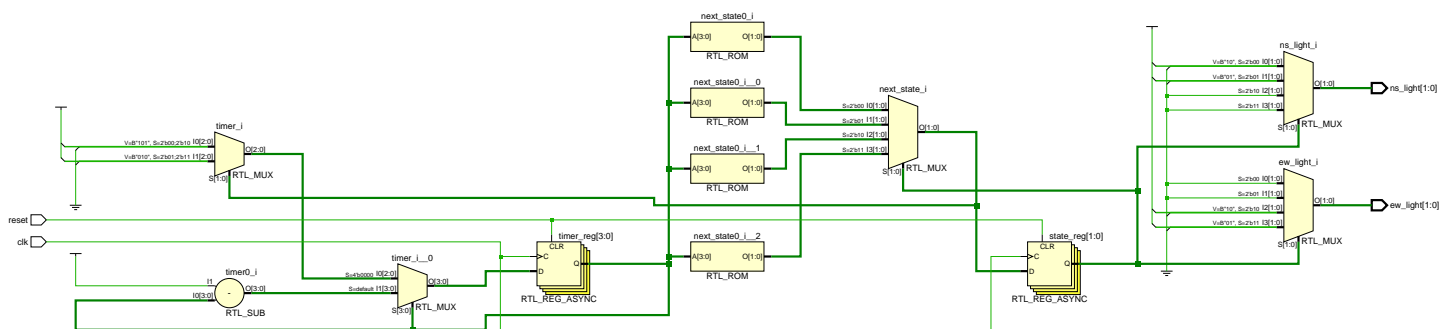 next_state0_i
A[3:0] O[1:0]
RTL_ROM
next_state0_i__0
A[3:0] O[1:0]
RTL_ROM
next_state0_i__1
A[3:0] O[1:0]
RTL_ROM
next_state0_i__2
A[3:0] O[1:0]
RTL_ROM
next_state_i
S=2'b00 I0[1:0]
S=2'b01 I1[1:0]
S=2'b10 I2[1:0]
S=2'b11 I3[1:0]
O[1:0]
S[1:0]
RTL_MUX
ns_light_i
V=B"10", S=2'b00 I0[1:0]
V=B"01", S=2'b01 I1[1:0]
S=2'b10 I2[1:0]
S=2'b11 I3[1:0]
O[1:0]
S[1:0]
RTL_MUX
ns_light[1:0]
ew_light_i
S=2'b00 I0[1:0]
S=2'b01 I1[1:0]
V=B"10", S=2'b10 I2[1:0]
V=B"01", S=2'b11 I3[1:0]
O[1:0]
S[1:0]
RTL_MUX
ew_light[1:0]
timer_i
V=B"101", S=2'b00,2'b10 I0[2:0]
V=B"010", S=2'b01,2'b11 I1[2:0]
O[2:0]
S[1:0]
RTL_MUX
reset
clk
timer0_i
I1
I0[3:0]
-
O[3:0]
RTL_SUB
timer_i__0
S=4'b0000 I0[2:0]
S=default I1[3:0]
O[3:0]
S[3:0]
RTL_MUX
timer_reg[3:0]
CLR
C
D
Q
RTL_REG_ASYNC
state_reg[1:0]
CLR
C
D
Q
RTL_REG_ASYNC